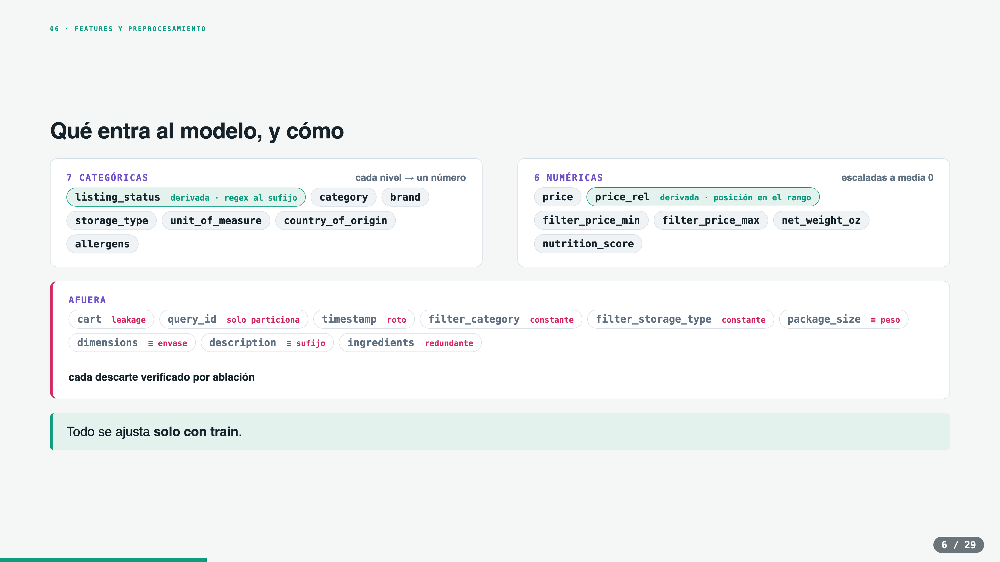 06 · FEATURES Y PREPROCESAMIENTO
Qué entra al modelo, y cómo
7 CATEGÓRICAS cada nivel → un número
listing_status derivada · regex al sufijo category brand
storage_type unit_of_measure country_of_origin
allergens
6 NUMÉRICAS escaladas a media 0
price price_rel derivada · posición en el rango
filter_price_min filter_price_max net_weight_oz
nutrition_score
AFUERA
cart leakage query_id solo particiona timestamp roto filter_category constante filter_storage_type constante package_size ≡ peso
dimensions ≡ envase description ≡ sufijo ingredients redundante
cada descarte verificado por ablación
Todo se ajusta solo con train.
6 / 29